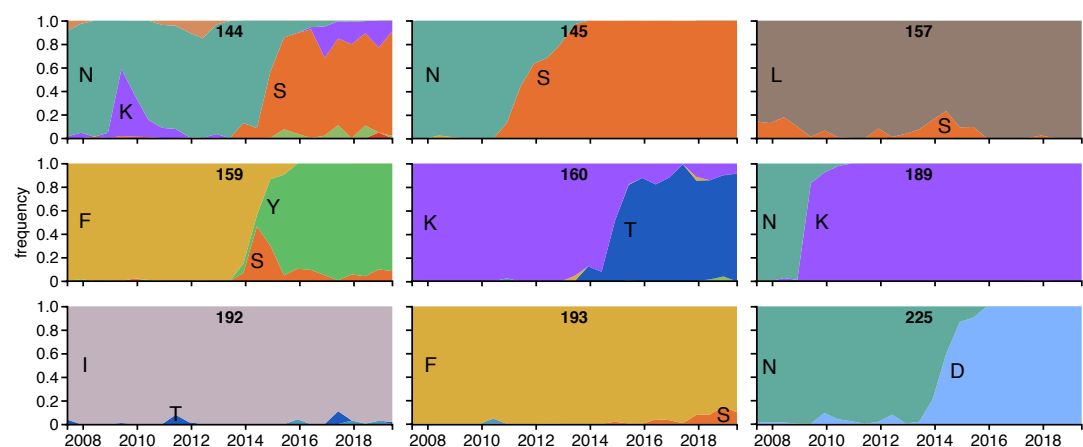 1.0 144 145 157
0.8
0.6 N N L
0.4 K S S
0.2 S
0
1.0 159 160 189
0.8
0.6 F Y K T N K
0.4
0.2 S
0
frequency
1.0 192 193 225
0.8
0.6 I F N D
0.4
0.2 T S
0
2008 2010 2012 2014 2016 2018 2008 2010 2012 2014 2016 2018 2008 2010 2012 2014 2016 2018